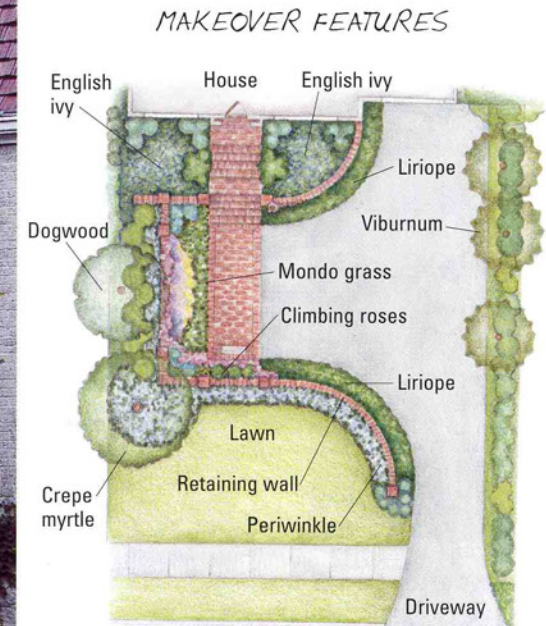 MAKEOVER FEATURES
English
ivy
House
English ivy
Liriope
Viburnum
Dogwood
Mondo grass
Climbing roses
Liriope
Lawn
Retaining wall
Crepe
myrtle
Periwinkle
Driveway